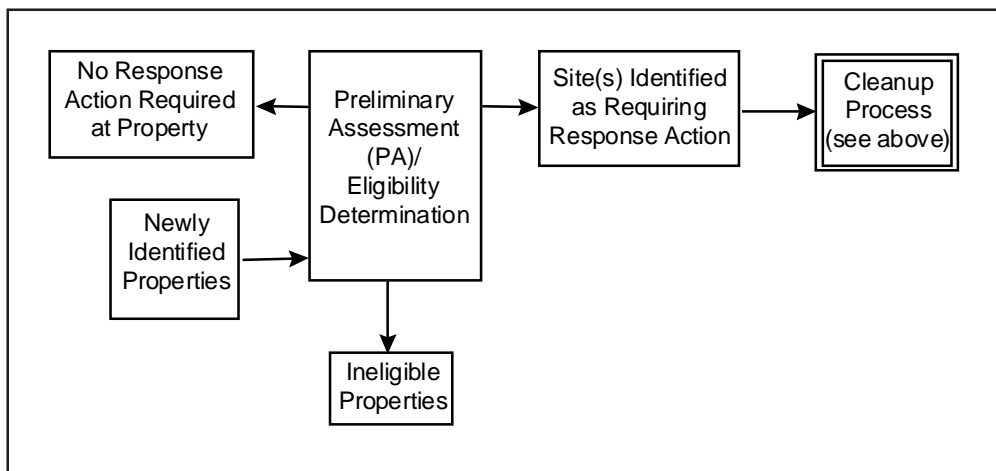 No Response
Action Required
at Property
Preliminary
Assessment
(PA)/
Eligibility
Determination
Site(s) Identified
as Requiring
Response Action
Cleanup
Process
(see above)
Newly
Identified
Properties
Ineligible
Properties